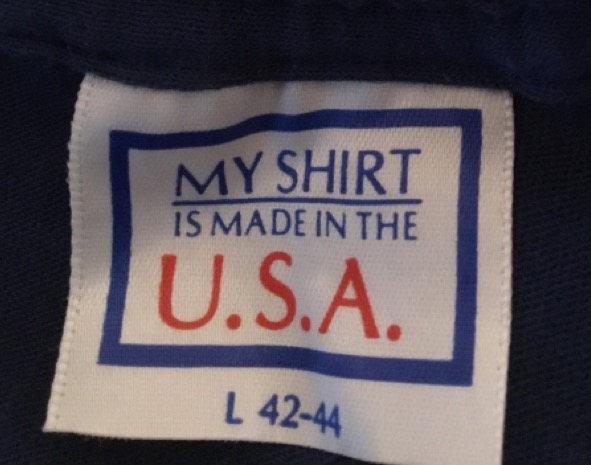 MY SHIRT
IS MADE IN THE
U.S.A.
L 42-44